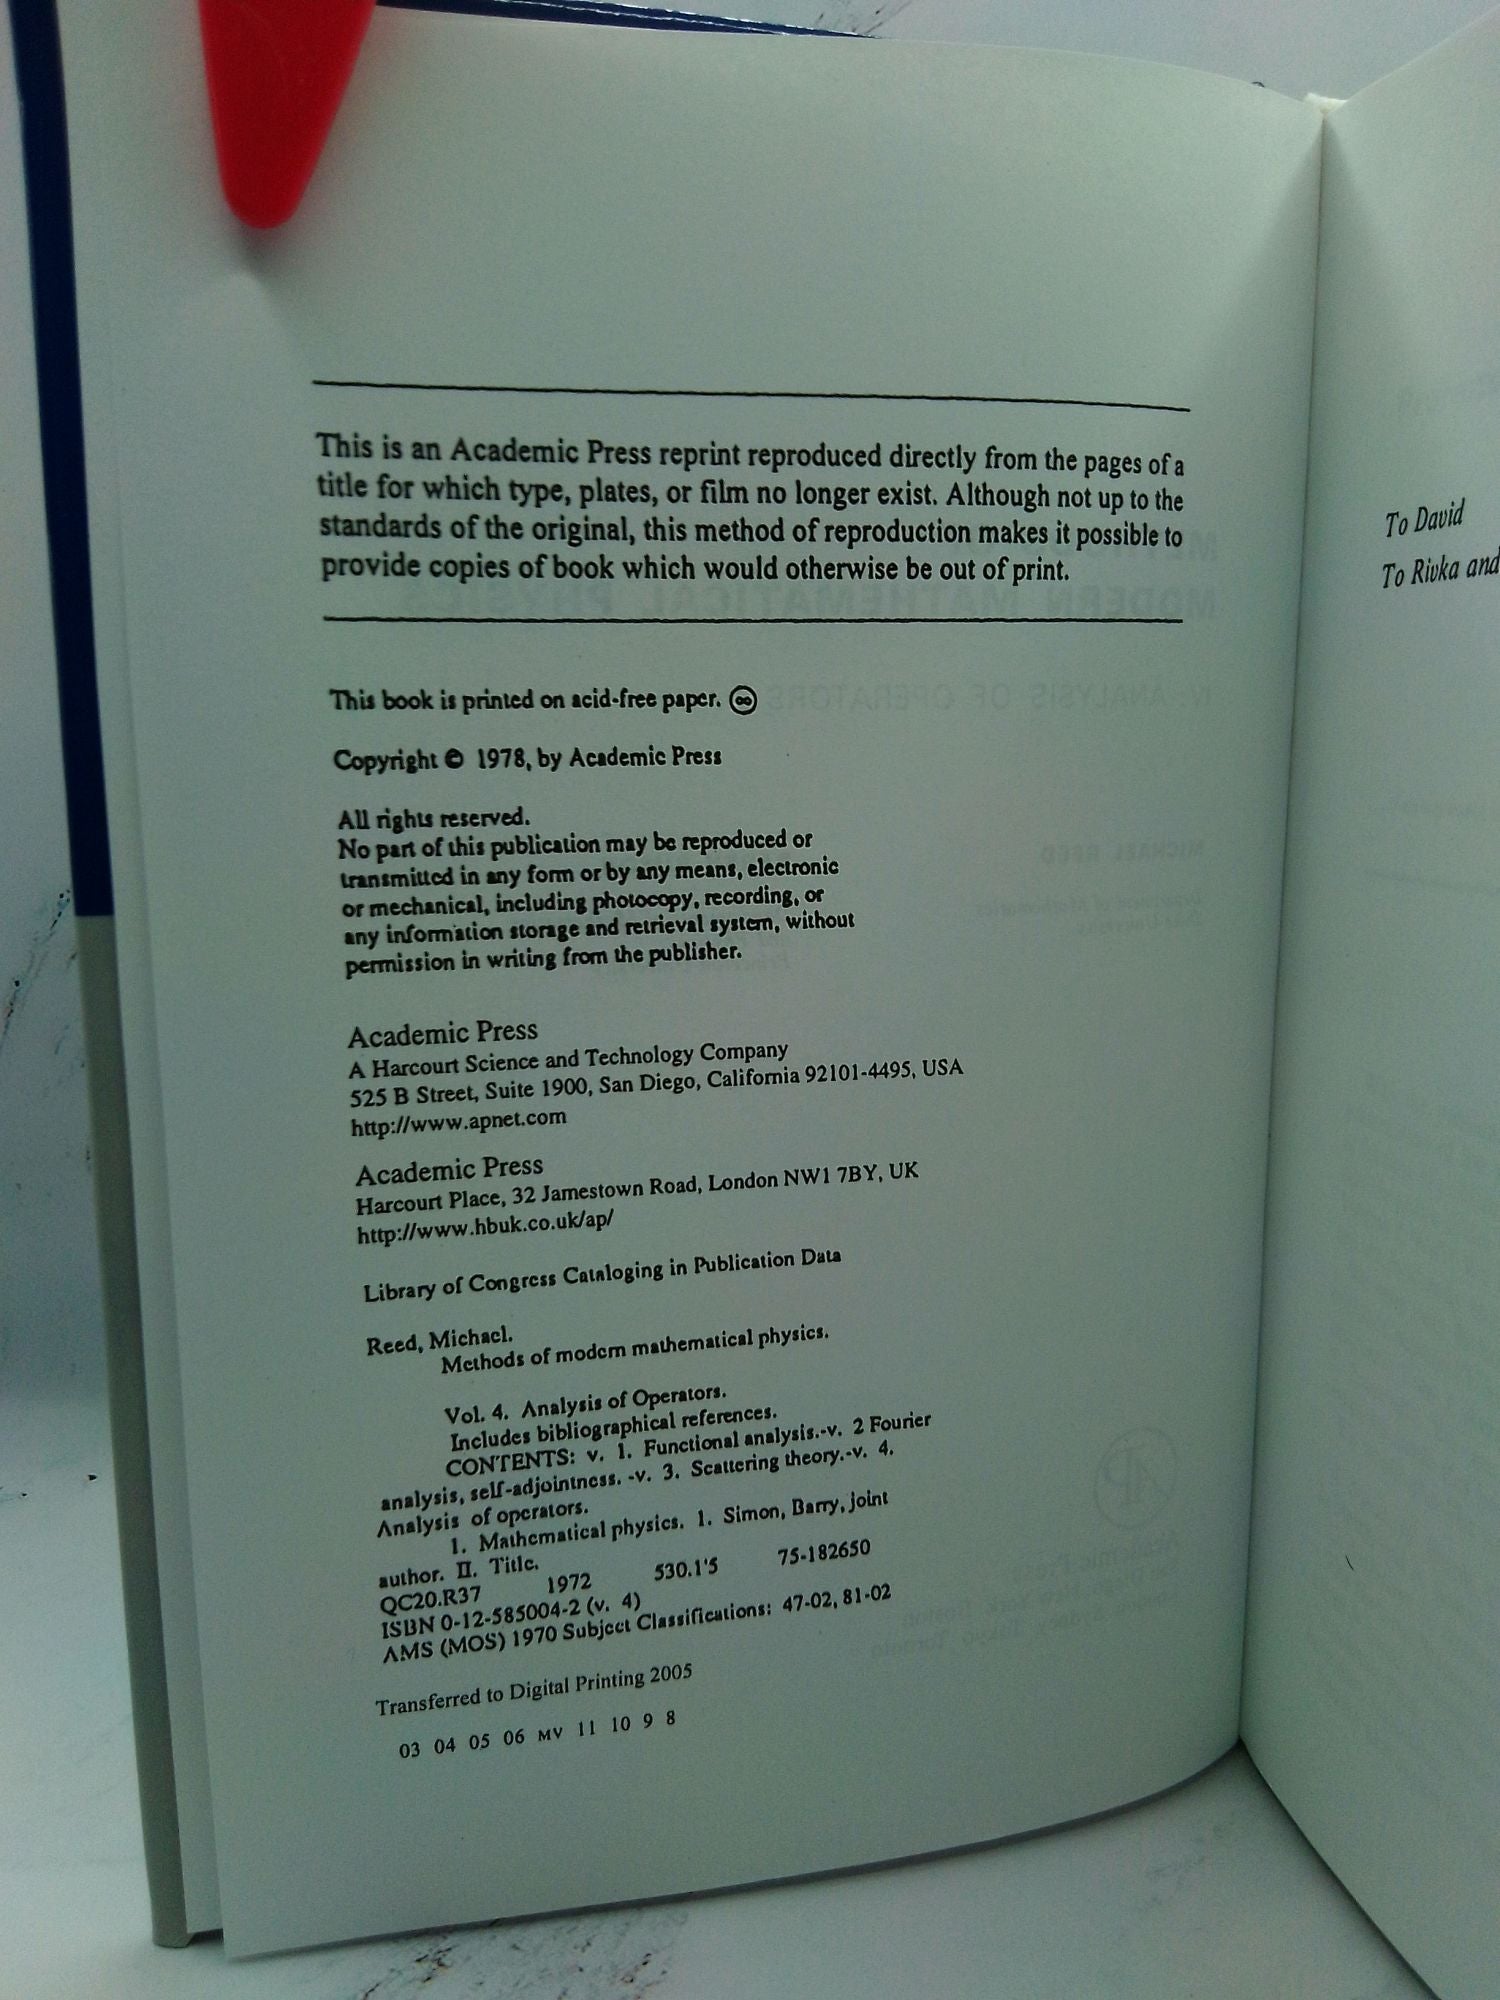 This is an Academic Press reprint reproduced directly from the pages of a
title for which type, plates, or film no longer exist. Although not up to the
standards of the original, this method of reproduction makes it possible to
provide copies of book which would otherwise be out of print.
This book is printed on acid-free paper. ♾
Copyright © 1978, by Academic Press
All rights reserved.
No part of this publication may be reproduced or
transmitted in any form or by any means, electronic
or mechanical, including photocopy, recording, or
any information storage and retrieval system, without
permission in writing from the publisher.
Academic Press
A Harcourt Science and Technology Company
525 B Street, Suite 1900, San Diego, California 92101-4495, USA
http://www.apnet.com
Academic Press
Harcourt Place, 32 Jamestown Road, London NW1 7BY, UK
http://www.hbuk.co.uk/ap/
Library of Congress Cataloging in Publication Data
Reed, Michael.
Methods of modern mathematical physics.
Vol. 4. Analysis of Operators.
Includes bibliographical references.
CONTENTS: v. 1. Functional analysis.-v. 2 Fourier
analysis, self-adjointness. -v. 3. Scattering theory.-v. 4.
Analysis of operators.
1. Mathematical physics. 1. Simon, Barry, joint
author. II. Title.
QC20.R37 1972 530.1'5 75-182650
ISBN 0-12-585004-2 (v. 4)
AMS (MOS) 1970 Subject Classifications: 47-02, 81-02
Transferred to Digital Printing 2005
03 04 05 06 MV 11 10 9 8
To David
To Rivka and